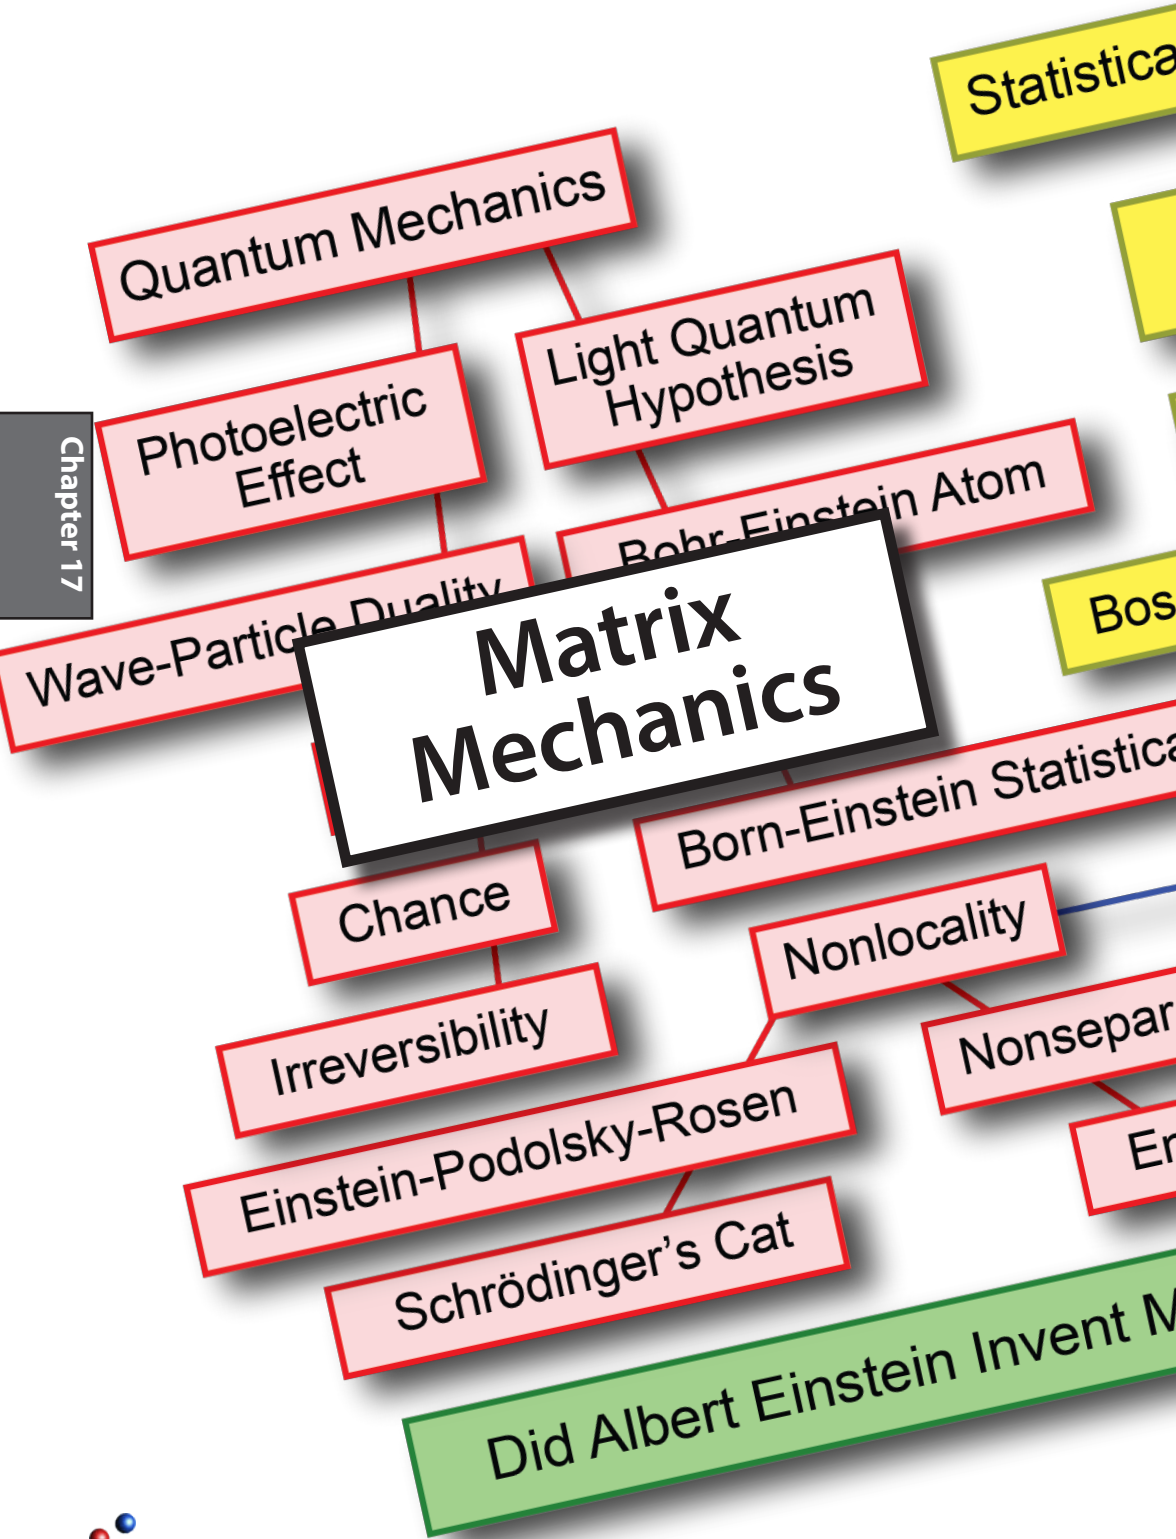 Statistica
Quantum Mechanics
Light Quantum
Hypothesis
Photoelectric
Effect
Chapter 17
Bohr-Einstein Atom
Wave-Particle Duality
Matrix
Mechanics
Bos
Born-Einstein Statistica
Chance
Nonlocality
Irreversibility
Nonsepar
Einstein-Podolsky-Rosen
En
Schrödinger’s Cat
Did Albert Einstein Invent M